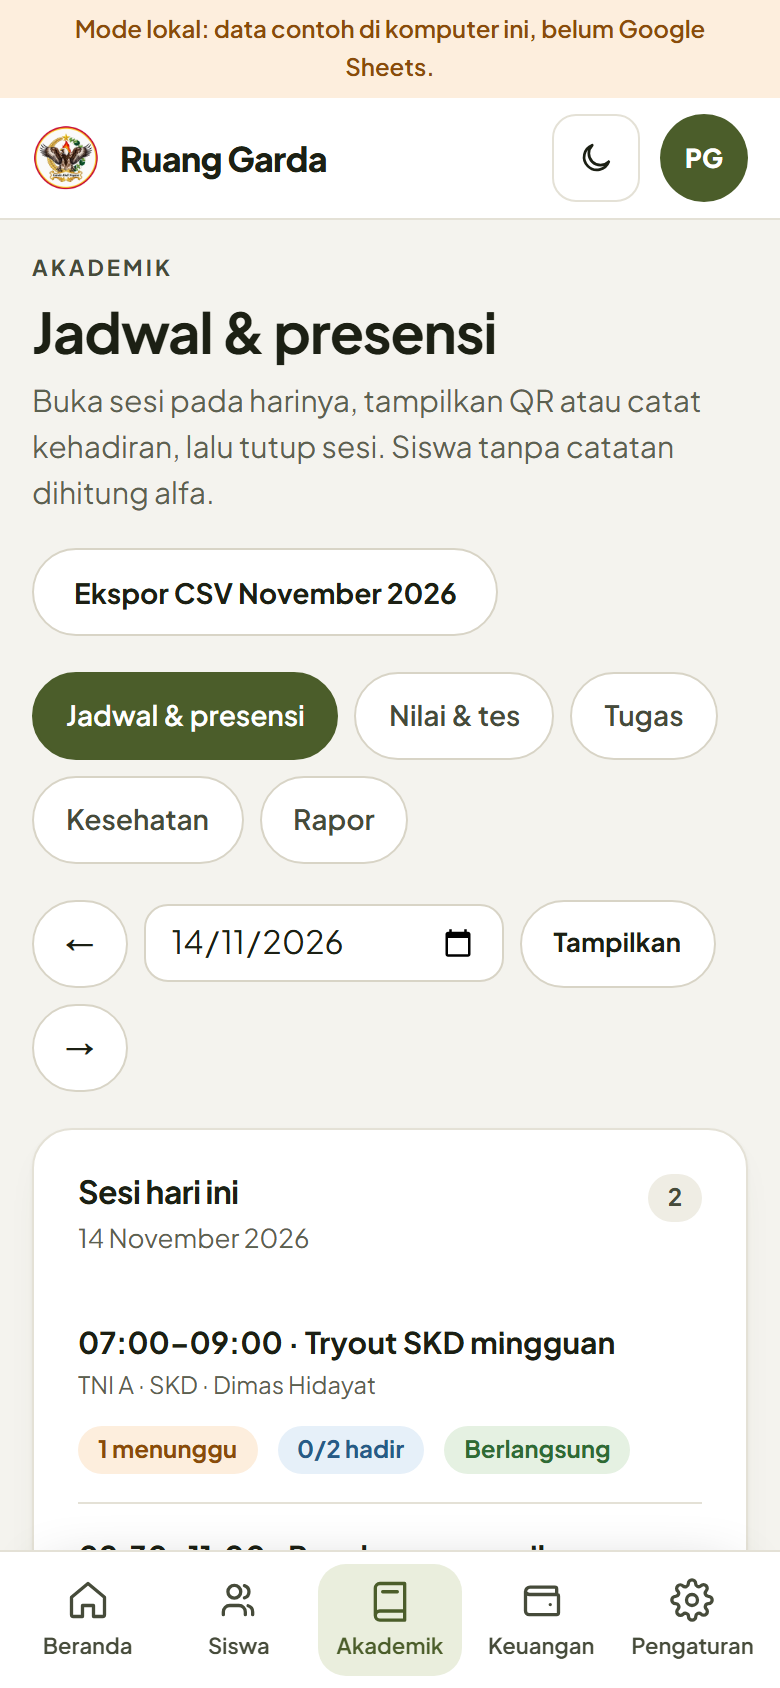 Mode lokal: data contoh di komputer ini, belum Google
Sheets.
Ruang Garda
PG
AKADEMIK
Jadwal & presensi
Buka sesi pada harinya, tampilkan QR atau catat
kehadiran, lalu tutup sesi. Siswa tanpa catatan
dihitung alfa.
Ekspor CSV November 2026
Jadwal & presensi
Nilai & tes
Tugas
Kesehatan
Rapor
←
14/11/2026
Tampilkan
→
Sesi hari ini
2
14 November 2026
07:00–09:00 · Tryout SKD mingguan
TNI A · SKD · Dimas Hidayat
1 menunggu
0/2 hadir
Berlangsung
Beranda
Siswa
Akademik
Keuangan
Pengaturan